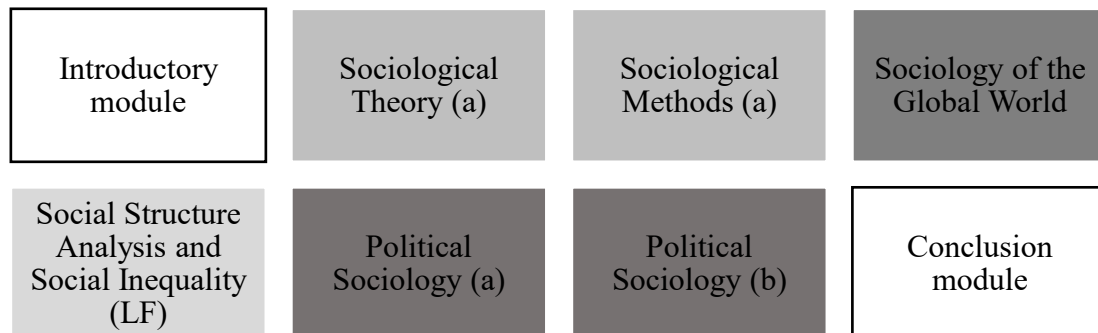 Introductory
module
Sociological
Theory (a)
Sociological
Methods (a)
Sociology of the
Global World
Social Structure
Analysis and
Social Inequality
(LF)
Political
Sociology (a)
Political
Sociology (b)
Conclusion
module